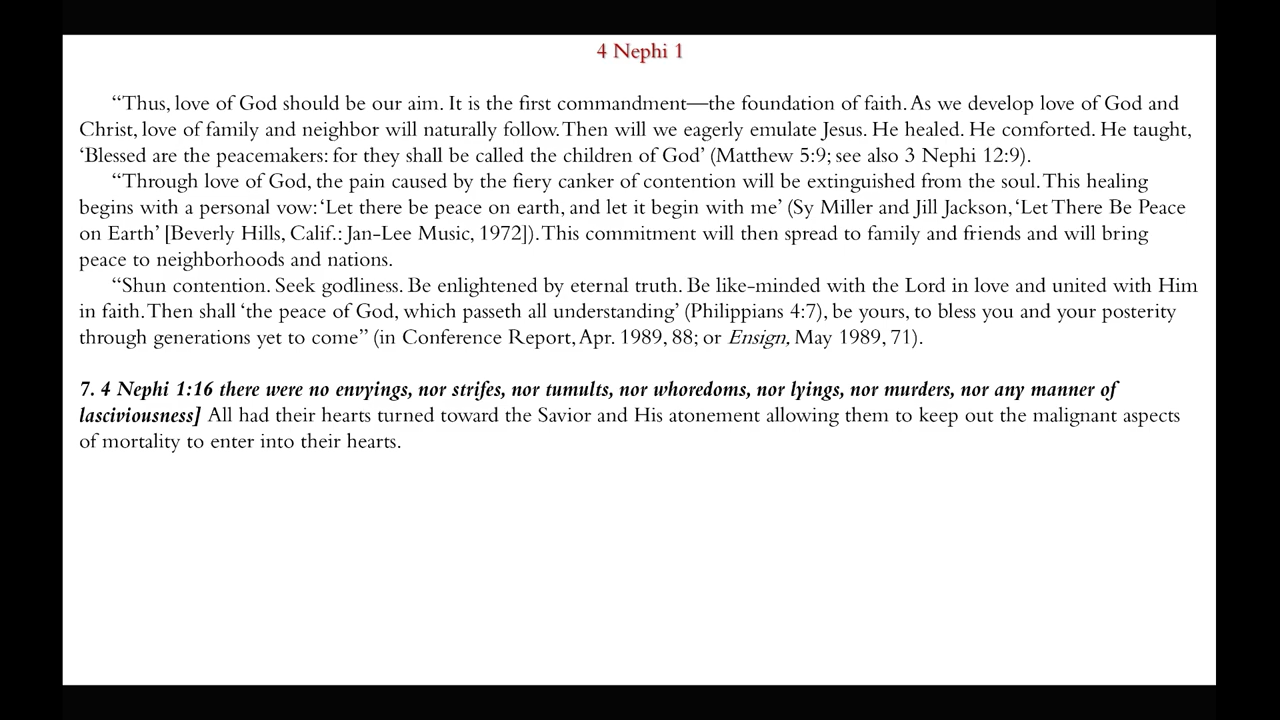 4 Nephi 1
“Thus, love of God should be our aim. It is the first commandment—the foundation of faith. As we develop love of God and
Christ, love of family and neighbor will naturally follow. Then will we eagerly emulate Jesus. He healed. He comforted. He taught,
‘Blessed are the peacemakers: for they shall be called the children of God’ (Matthew 5:9; see also 3 Nephi 12:9).
“Through love of God, the pain caused by the fiery canker of contention will be extinguished from the soul. This healing
begins with a personal vow: ‘Let there be peace on earth, and let it begin with me’ (Sy Miller and Jill Jackson, ‘Let There Be Peace
on Earth’ [Beverly Hills, Calif.: Jan-Lee Music, 1972]). This commitment will then spread to family and friends and will bring
peace to neighborhoods and nations.
“Shun contention. Seek godliness. Be enlightened by eternal truth. Be like-minded with the Lord in love and united with Him
in faith. Then shall ‘the peace of God, which passeth all understanding’ (Philippians 4:7), be yours, to bless you and your posterity
through generations yet to come” (in Conference Report, Apr. 1989, 88; or Ensign, May 1989, 71).
7. 4 Nephi 1:16 there were no envyings, nor strifes, nor tumults, nor whoredoms, nor lyings, nor murders, nor any manner of
lasciviousness] All had their hearts turned toward the Savior and His atonement allowing them to keep out the malignant aspects
of mortality to enter into their hearts.